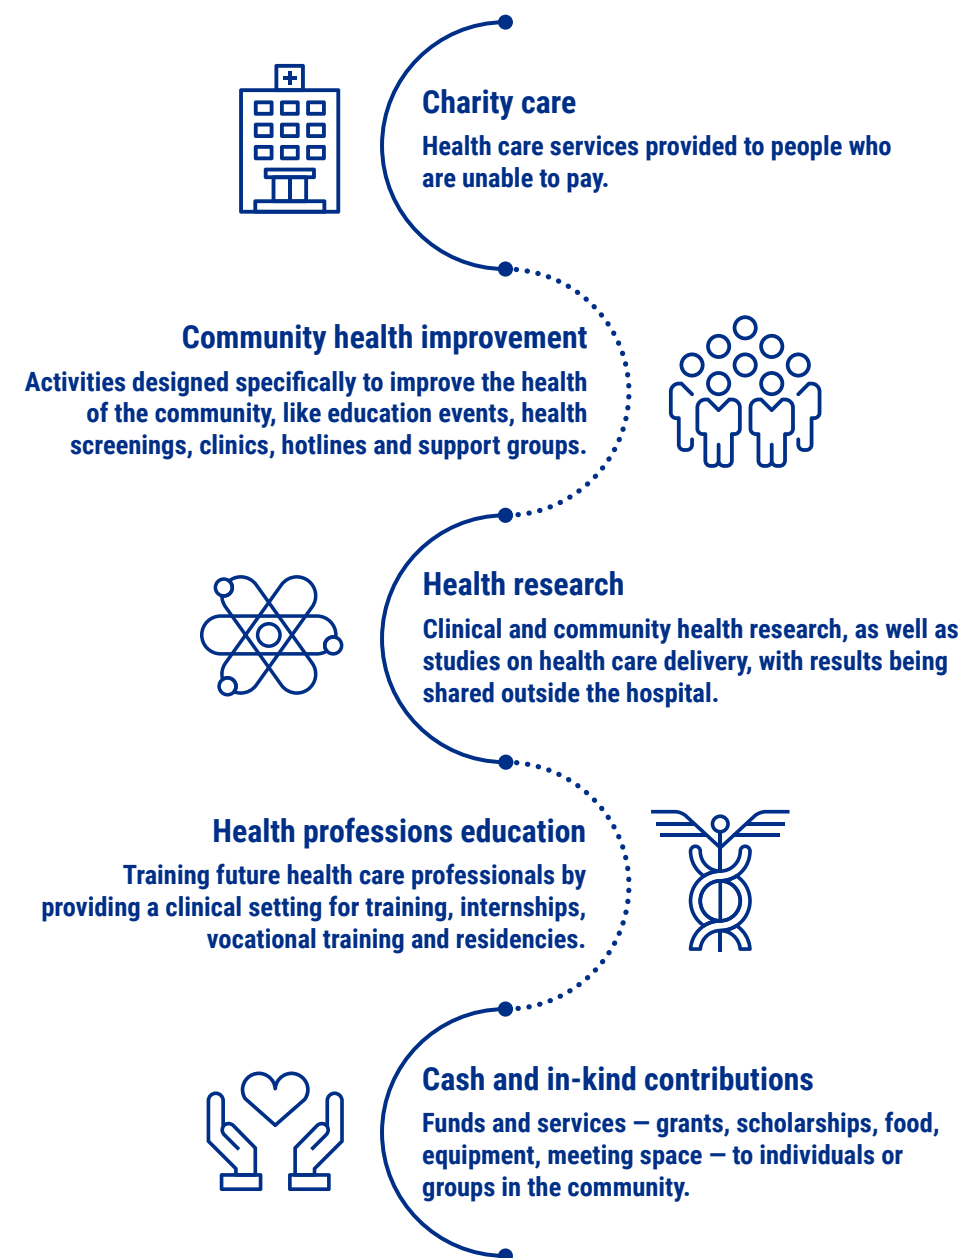 Charity care
Health care services provided to people who
are unable to pay.
Community health improvement
Activities designed specifically to improve the health
of the community, like education events, health
screenings, clinics, hotlines and support groups.
Health research
Clinical and community health research, as well as
studies on health care delivery, with results being
shared outside the hospital.
Health professions education
Training future health care professionals by
providing a clinical setting for training, internships,
vocational training and residencies.
Cash and in-kind contributions
Funds and services — grants, scholarships, food,
equipment, meeting space — to individuals or
groups in the community.